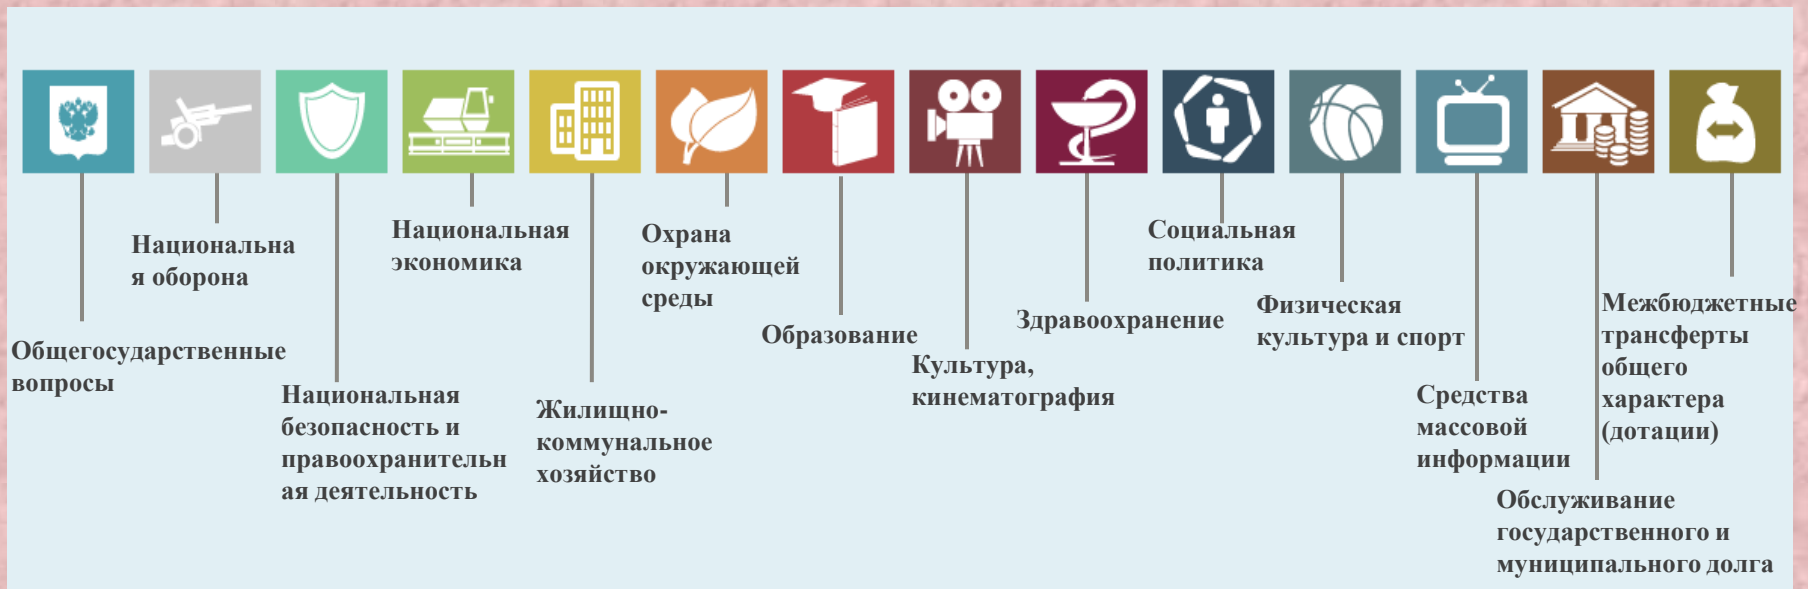 Общегосударственные
вопросы
Национальна
я оборона
Национальная
безопасность и
правоохранительн
ая деятельность
Национальная
экономика
Жилищно-
коммунальное
хозяйство
Охрана
окружающей
среды
Образование
Культура,
кинематография
Здравоохранение
Социальная
политика
Физическая
культура и спорт
Средства
массовой
информации
Обслуживание
государственного и
муниципального долга
Межбюджетные
трансферты
общего
характера
(дотации)